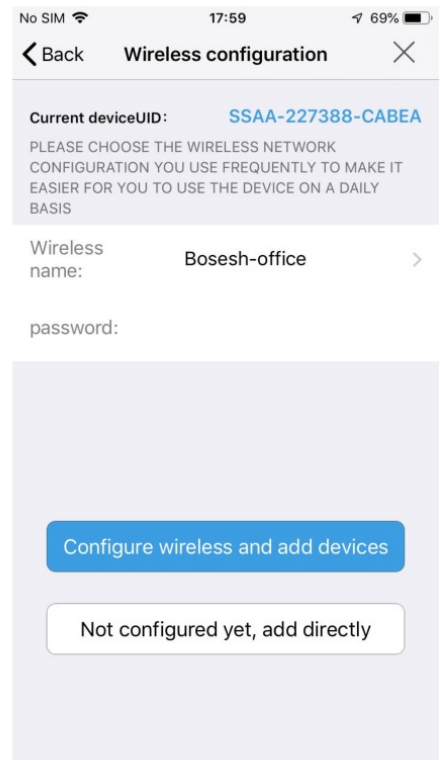 No SIM 17:59 69%
Back Wireless configuration
Current deviceUID: SSAA-227388-CABEA
PLEASE CHOOSE THE WIRELESS NETWORK
CONFIGURATION YOU USE FREQUENTLY TO MAKE IT
EASIER FOR YOU TO USE THE DEVICE ON A DAILY
BASIS
Wireless
name: Bosesh-office
password:
Configure wireless and add devices
Not configured yet, add directly